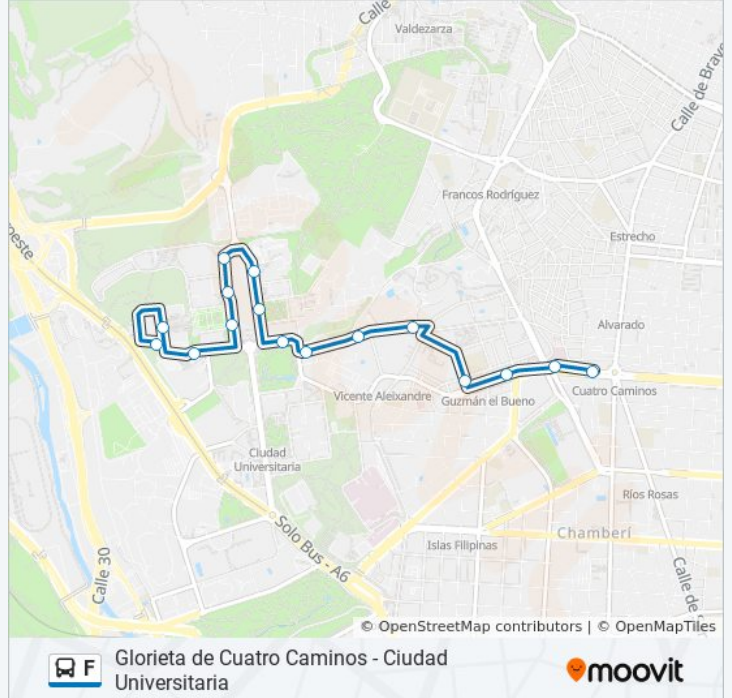 Calle
Valdezarza
Calle de Brav
Francos Rodríguez
Estrecho
oeste
Alvarado
Cuatro Caminos
Vicente Aleixandre
Guzmán el Bueno
Ciudad
Universitaria
Ríos Rosas
Solo Bus - A6
Chamberí
Islas Filipinas
Calle 30
Calle de S
© OpenStreetMap contributors | © OpenMapTiles
F
Glorieta de Cuatro Caminos - Ciudad
Universitaria
moovit